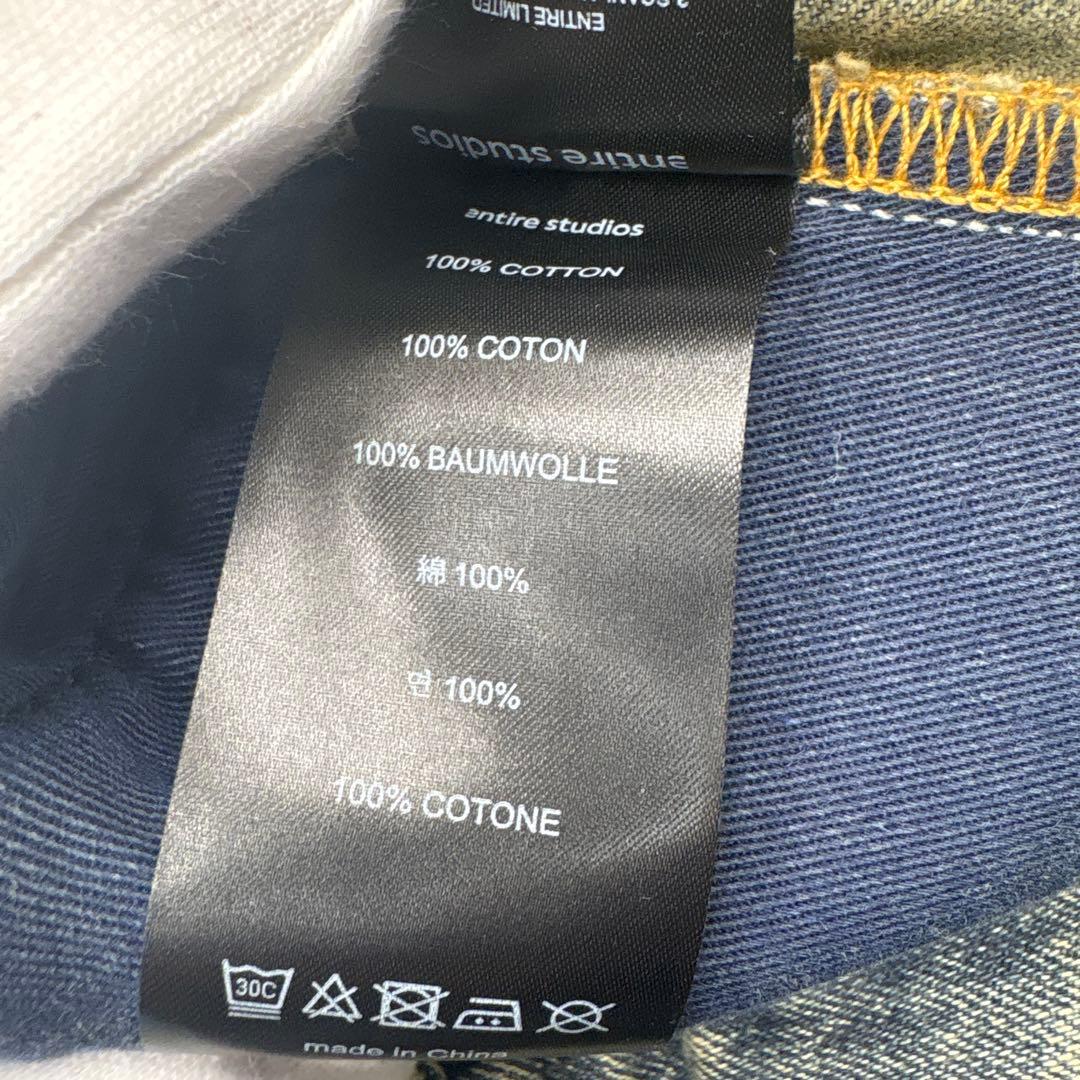 ENTIRE LIMITED
entire studios
entire studios
100% COTTON
100% COTON
100% BAUMWOLLE
綿 100%
면 100%
100% COTONE
30C
made in China